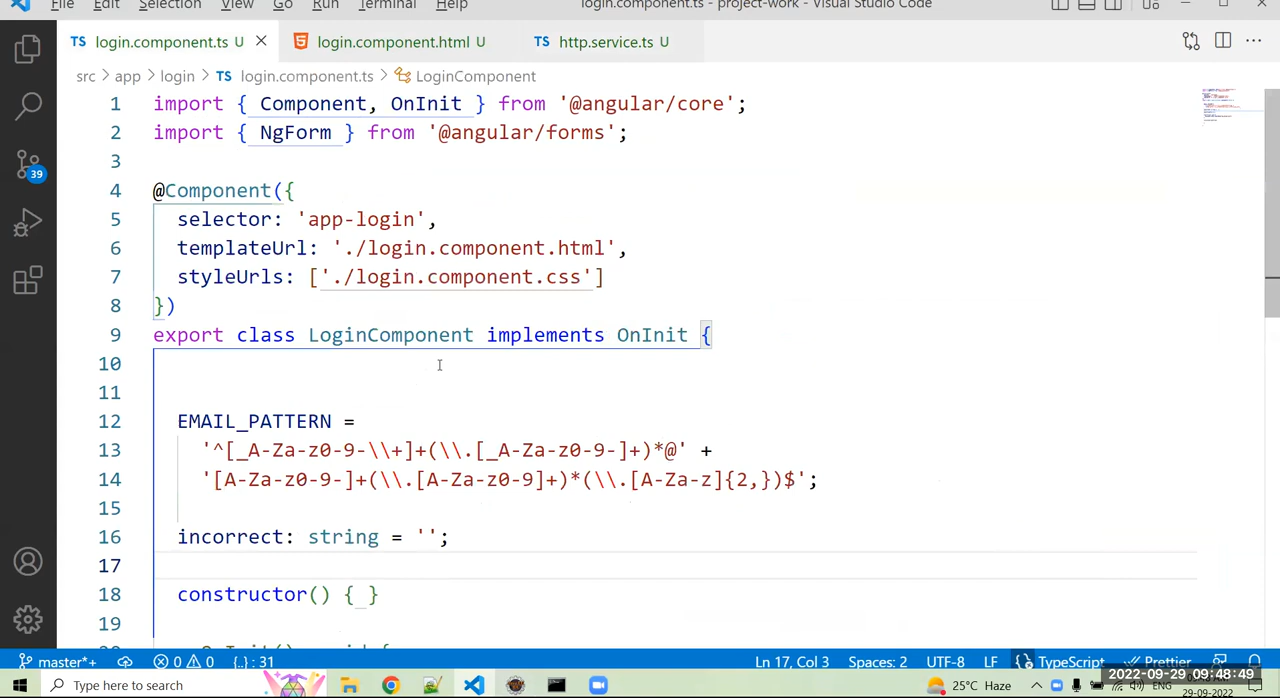 File Edit Selection View Go Run Terminal Help login.component.ts - project-work - Visual Studio Code
TS login.component.ts U login.component.html U TS http.service.ts U
src > app > login > TS login.component.ts > LoginComponent
1 import { Component, OnInit } from '@angular/core';
2 import { NgForm } from '@angular/forms';
3
4 @Component({
5 selector: 'app-login',
6 templateUrl: './login.component.html',
7 styleUrls: ['./login.component.css']
8 })
9 export class LoginComponent implements OnInit {
10
11
12 EMAIL_PATTERN =
13 '^[_A-Za-z0-9-\\+]+(\\.[_A-Za-z0-9-]+)*@' +
14 '[A-Za-z0-9-]+(\\.[A-Za-z0-9]+)*(\\.[A-Za-z]{2,})$';
15
16 incorrect: string = '';
17
18 constructor() { }
19
39
master*+ 0 0 {..} : 31 Ln 17, Col 3 Spaces: 2 UTF-8 LF TypeScript Prettier
Type here to search 25°C Haze ENG
2022-09-29 09:48:49
29-09-2022